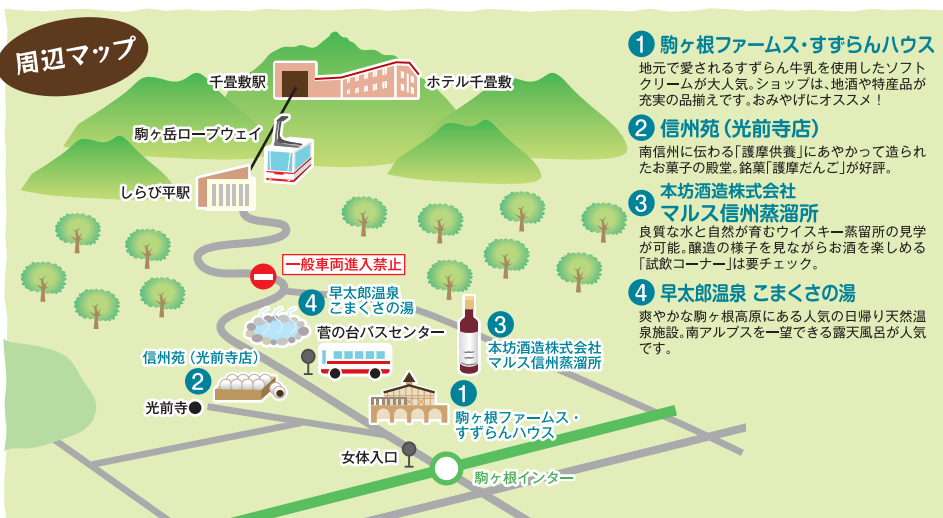 周辺マップ
千畳敷駅
ホテル千畳敷
駒ヶ岳ロープウェイ
しらび平駅
一般車両進入禁止
4
早太郎温泉
こまくさの湯
菅の台バスセンター
3
本坊酒造株式会社
マルス信州蒸溜所
信州苑（光前寺店）
2
光前寺
1
駒ヶ根ファームス・
すずらんハウス
女体入口
駒ヶ根インター
1 駒ヶ根ファームス・すずらんハウス
地元で愛されるすずらん牛乳を使用したソフト
クリームが大人気。ショップは、地酒や特産品が
充実の品揃えです。おみやげにオススメ！
2 信州苑（光前寺店）
南信州に伝わる「護摩供養」にあやかって造られ
たお菓子の殿堂。銘菓「護摩だんご」が好評。
3 本坊酒造株式会社
マルス信州蒸溜所
良質な水と自然が育むウイスキー蒸留所の見学
が可能。醸造の様子を見ながらお酒を楽しめる
「試飲コーナー」は要チェック。
4 早太郎温泉 こまくさの湯
爽やかな駒ヶ根高原にある人気の日帰り天然温
泉施設。南アルプスを一望できる露天風呂が人気
です。